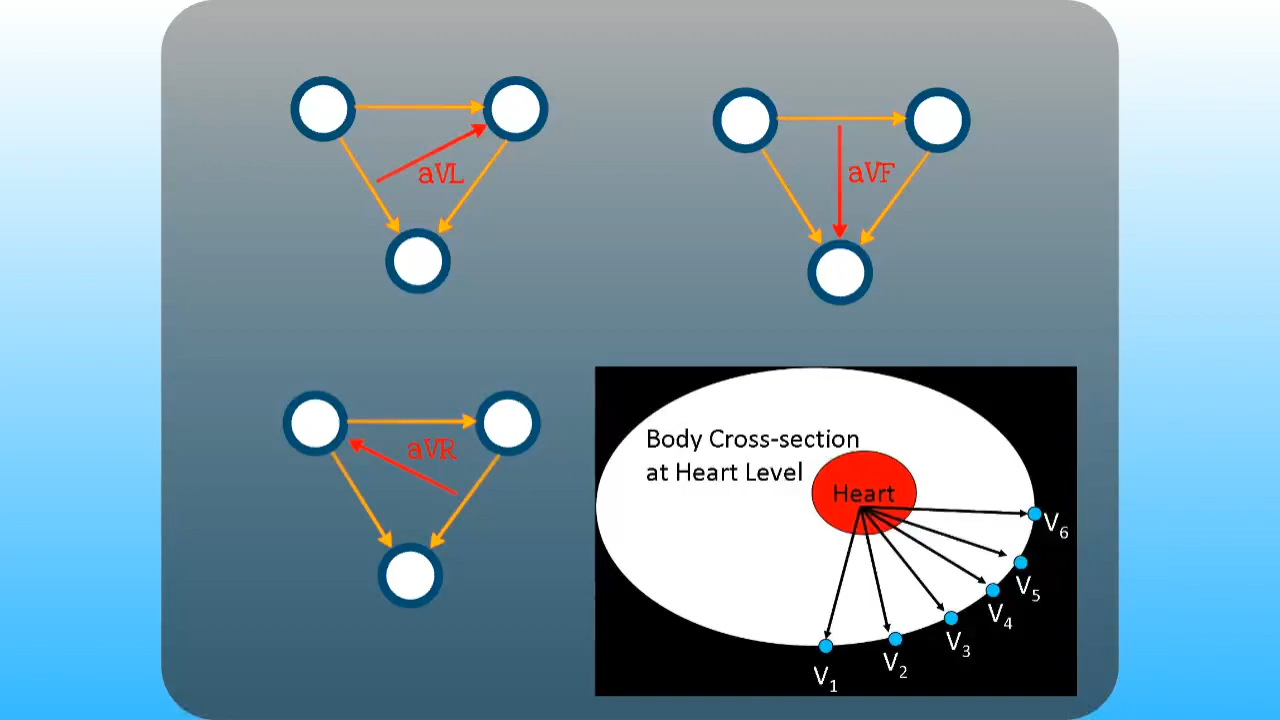 aVL
aVF
aVR
Body Cross-section
at Heart Level
Heart
V6
V5
V4
V3
V2
V1